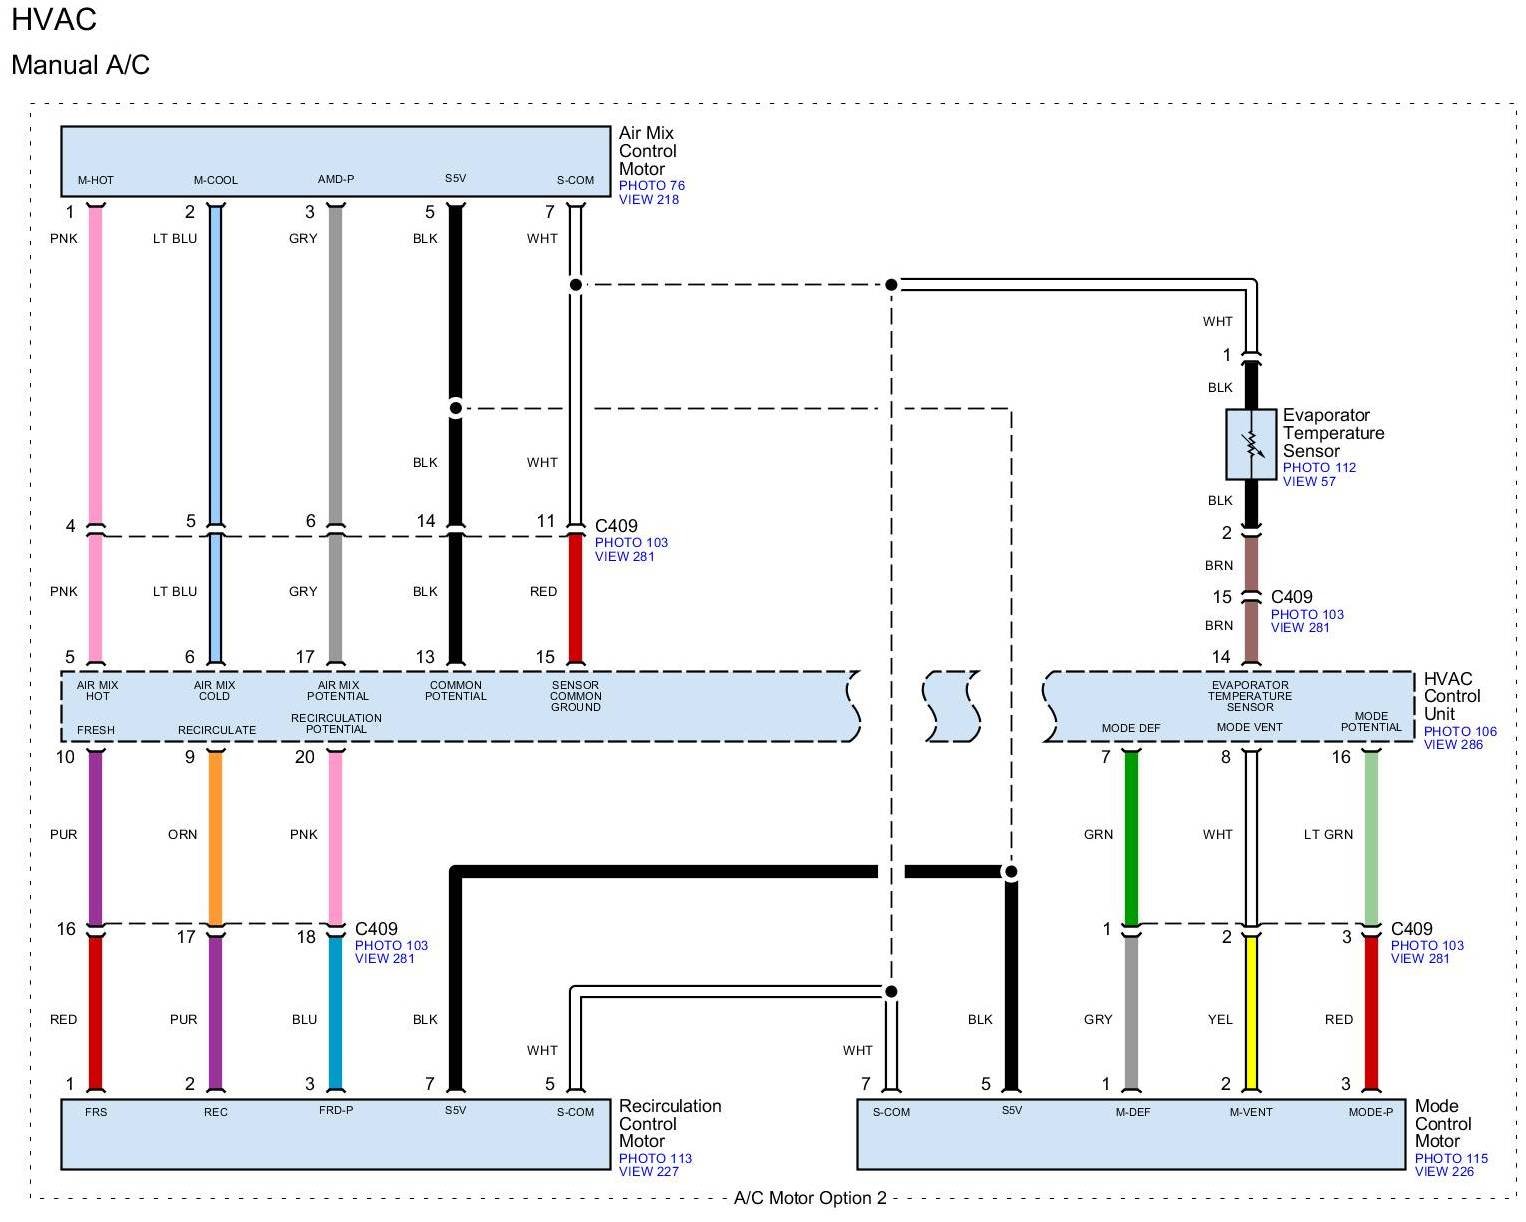 HVAC
Manual A/C
Air Mix
Control
Motor
PHOTO 76
VIEW 218
M-HOT M-COOL AMD-P S5V S-COM
1 2 3 5 7
PNK LT BLU GRY BLK WHT
WHT
1
BLK
Evaporator
Temperature
Sensor
PHOTO 112
VIEW 57
BLK WHT
BLK
2
4 5 6 14 11 C409
PHOTO 103
VIEW 281
BRN
15 C409
PHOTO 103
VIEW 281
BRN
PNK LT BLU GRY BLK RED
5 6 17 13 15 14
AIR MIX
HOT
AIR MIX
COLD
AIR MIX
POTENTIAL
COMMON
POTENTIAL
SENSOR
COMMON
GROUND
EVAPORATOR
TEMPERATURE
SENSOR
HVAC
Control
Unit
PHOTO 106
VIEW 286
FRESH RECIRCULATE
RECIRCULATION
POTENTIAL
MODE DEF MODE VENT
MODE
POTENTIAL
10 9 20 7 8 16
PUR ORN PNK GRN WHT LT GRN
16 17 18 C409
PHOTO 103
VIEW 281
1 2 3 C409
PHOTO 103
VIEW 281
RED PUR BLU BLK BLK GRY YEL RED
WHT WHT
1 2 3 7 5 7 5 1 2 3
FRS REC FRD-P S5V S-COM
Recirculation
Control
Motor
PHOTO 113
VIEW 227
S-COM S5V M-DEF M-VENT MODE-P
Mode
Control
Motor
PHOTO 115
VIEW 226
A/C Motor Option 2